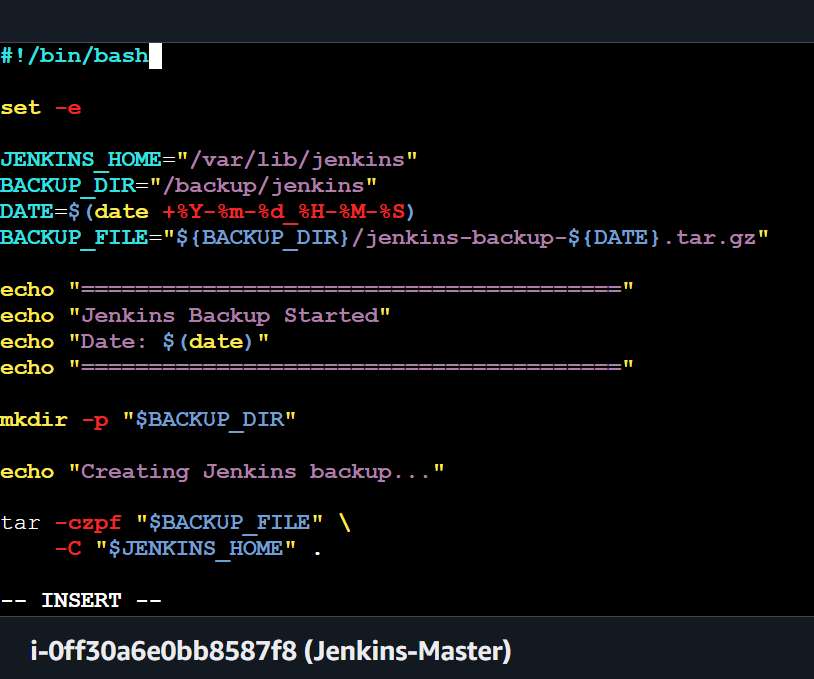 #!/bin/bash
set -e
JENKINS_HOME="/var/lib/jenkins"
BACKUP_DIR="/backup/jenkins"
DATE=$(date +%Y-%m-%d_%H-%M-%S)
BACKUP_FILE="${BACKUP_DIR}/jenkins-backup-${DATE}.tar.gz"
echo "========================================"
echo "Jenkins Backup Started"
echo "Date: $(date)"
echo "========================================"
mkdir -p "$BACKUP_DIR"
echo "Creating Jenkins backup..."
tar -czpf "$BACKUP_FILE" \
    -C "$JENKINS_HOME" .
-- INSERT --
i-0ff30a6e0bb8587f8 (Jenkins-Master)